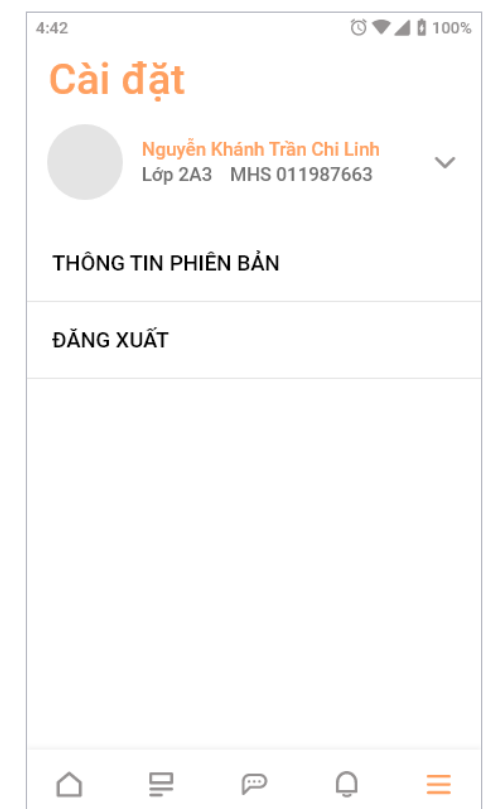 4:42 100%
Cài đặt
Nguyễn Khánh Trần Chi Linh
Lớp 2A3 MHS 011987663
THÔNG TIN PHIÊN BẢN
ĐĂNG XUẤT